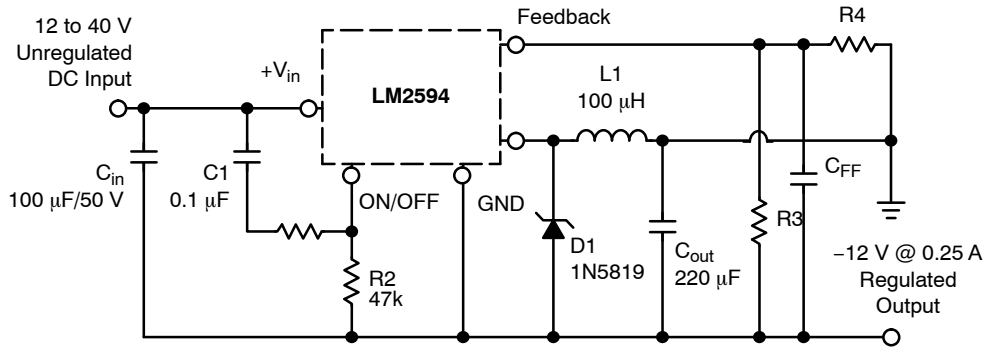 12 to 40 V
Unregulated
DC Input
+Vin
LM2594
Feedback
R4
L1
100 μH
Cin
100 μF/50 V
C1
0.1 μF
ON/OFF
GND
CFF
R3
D1
1N5819
Cout
220 μF
R2
47k
−12 V @ 0.25 A
Regulated
Output